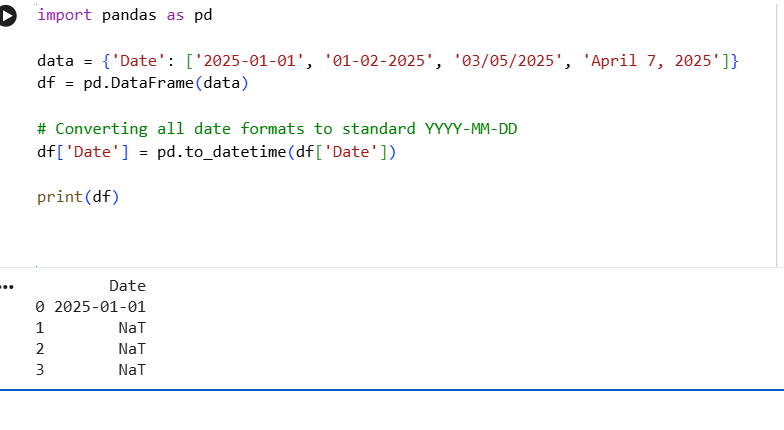 import pandas as pd
data = {'Date': ['2025-01-01', '01-02-2025', '03/05/2025', 'April 7, 2025']}
df = pd.DataFrame(data)
# Converting all date formats to standard YYYY-MM-DD
df['Date'] = pd.to_datetime(df['Date'])
print(df)
Date
0 2025-01-01
1 NaT
2 NaT
3 NaT